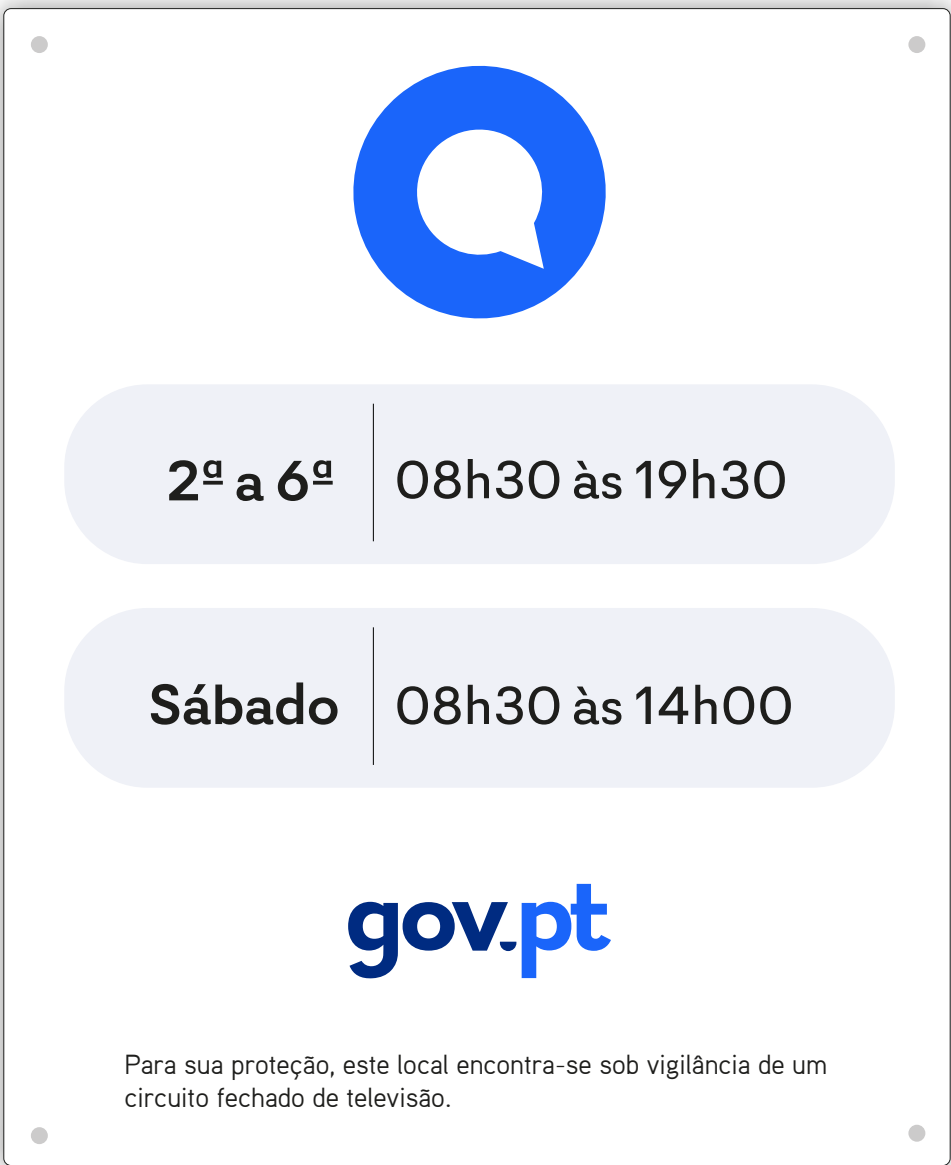 2ª a 6ª 08h30 às 19h30
Sábado 08h30 às 14h00
gov.pt
Para sua proteção, este local encontra-se sob vigilância de um
circuito fechado de televisão.